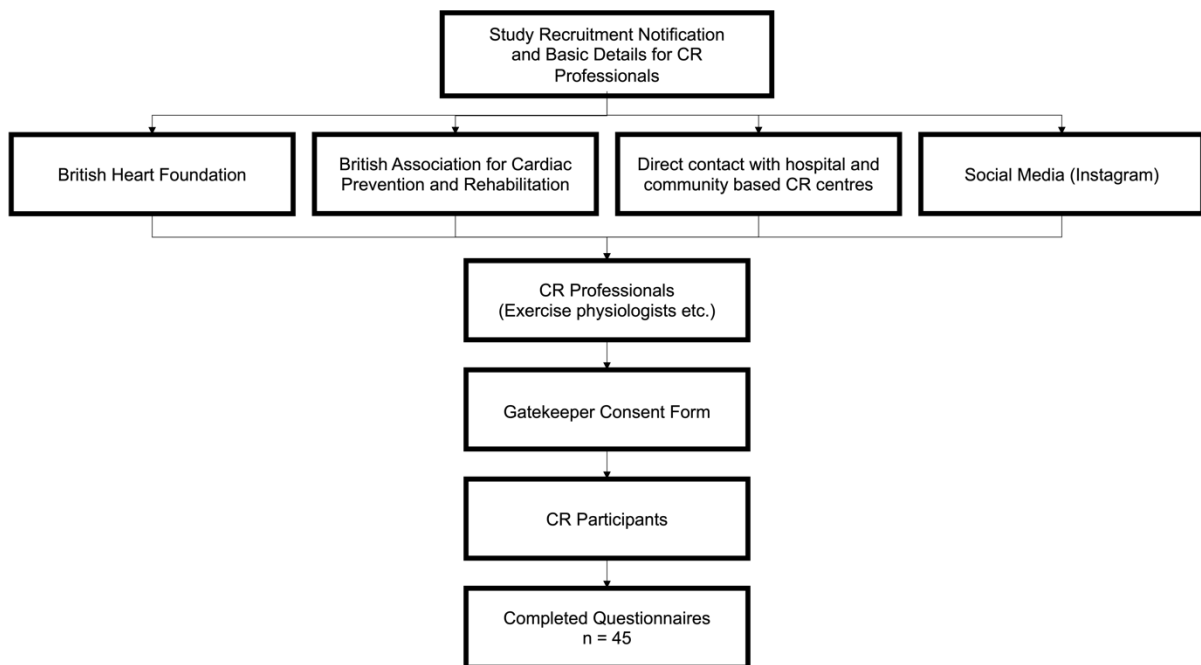 Study Recruitment Notification
and Basic Details for CR
Professionals
British Heart Foundation
British Association for Cardiac
Prevention and Rehabilitation
Direct contact with hospital and
community based CR centres
Social Media (Instagram)
CR Professionals
(Exercise physiologists etc.)
Gatekeeper Consent Form
CR Participants
Completed Questionnaires
n = 45